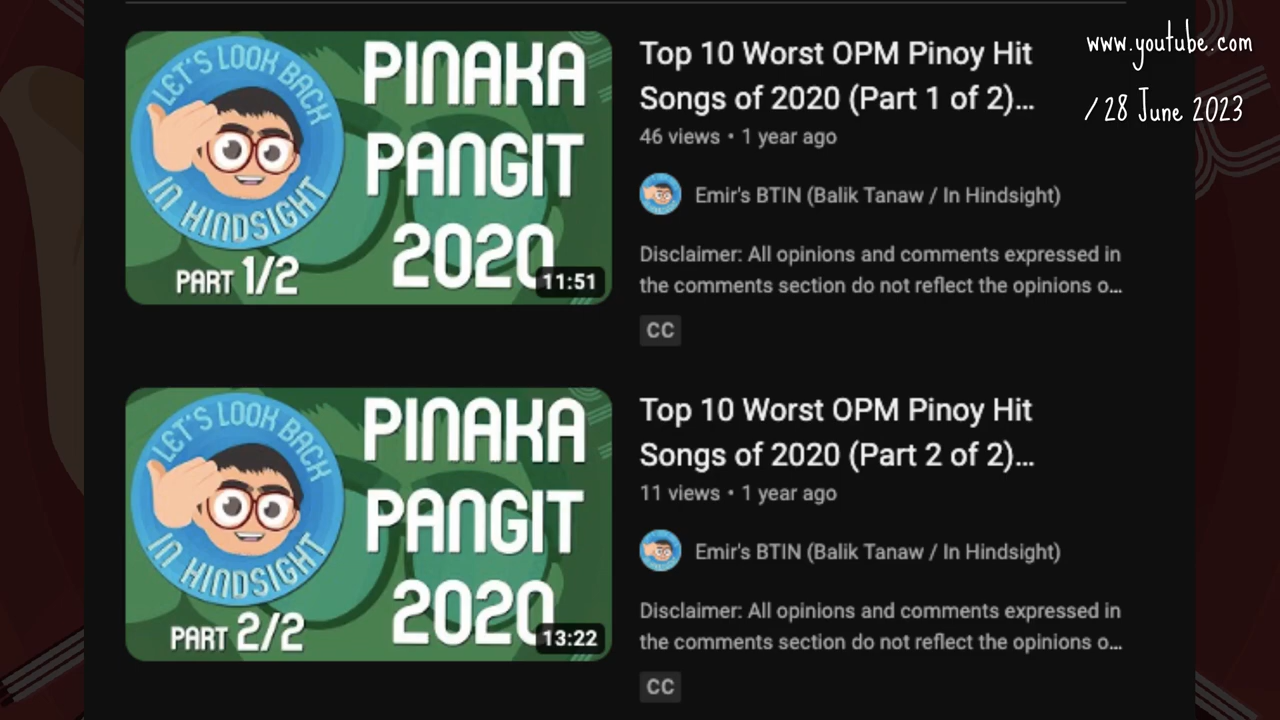 LET'S LOOK BACK
IN HINDSIGHT
PART 1/2
PINAKA
PANGIT
2020
11:51
Top 10 Worst OPM Pinoy Hit
Songs of 2020 (Part 1 of 2)...
46 views • 1 year ago
Emir's BTIN (Balik Tanaw / In Hindsight)
Disclaimer: All opinions and comments expressed in
the comments section do not reflect the opinions o...
CC
www.youtube.com
/ 28 June 2023
LET'S LOOK BACK
IN HINDSIGHT
PART 2/2
PINAKA
PANGIT
2020
13:22
Top 10 Worst OPM Pinoy Hit
Songs of 2020 (Part 2 of 2)...
11 views • 1 year ago
Emir's BTIN (Balik Tanaw / In Hindsight)
Disclaimer: All opinions and comments expressed in
the comments section do not reflect the opinions o...
CC